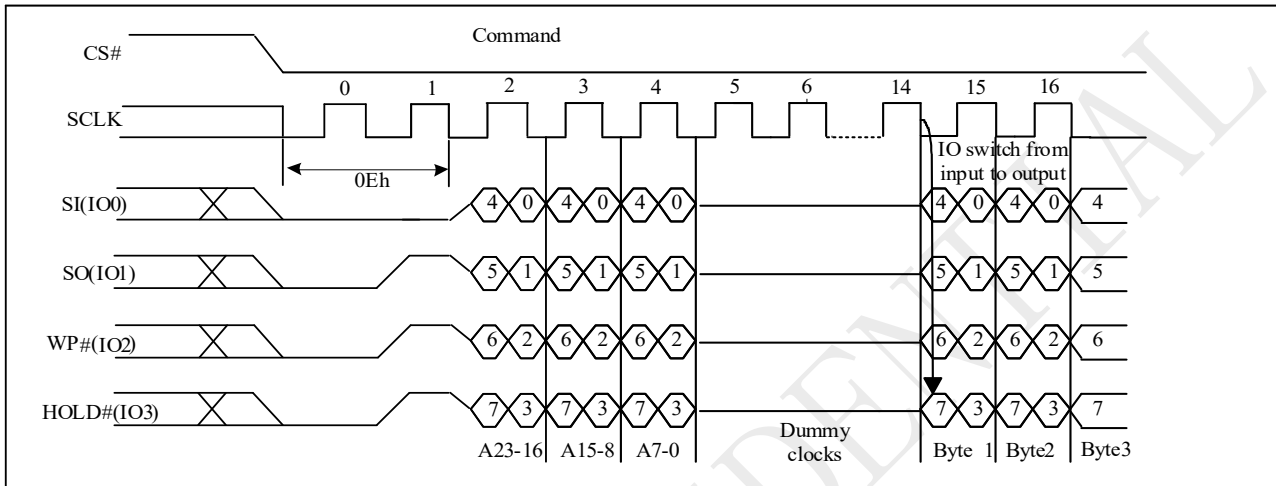 CS#
Command
0 1 2 3 4 5 6 14 15 16
SCLK
IO switch from
input to output
0Eh
SI(IO0)
4 0 4 0 4 0 4 0 4 0 4
SO(IO1)
5 1 5 1 5 1 5 1 5 1 5
WP#(IO2)
6 2 6 2 6 2 6 2 6 2 6
HOLD#(IO3)
7 3 7 3 7 3 7 3 7 3 7
A23-16 A15-8 A7-0
Dummy
clocks
Byte 1 Byte2 Byte3